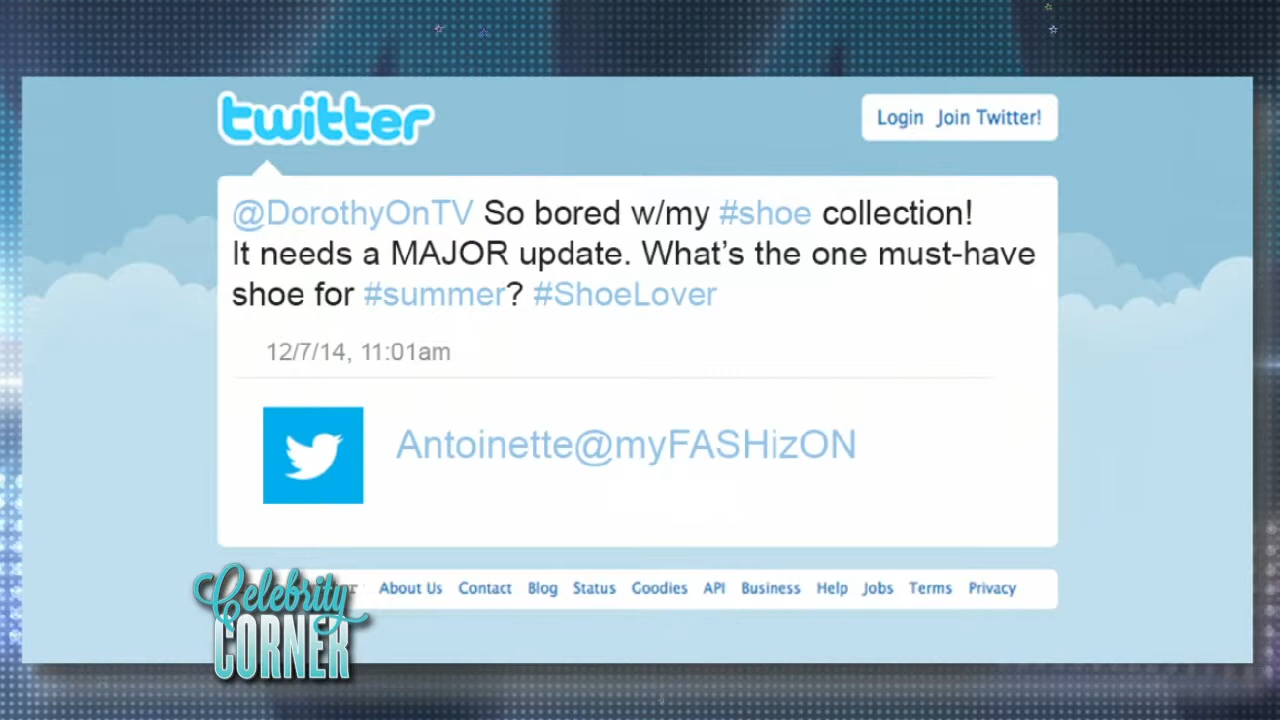 twitter
Login Join Twitter!
@DorothyOnTV So bored w/my #shoe collection!
It needs a MAJOR update. What's the one must-have
shoe for #summer? #ShoeLover
12/7/14, 11:01am
Antoinette@myFASHizON
About Us Contact Blog Status Goodies API Business Help Jobs Terms Privacy
Celebrity
CORNER